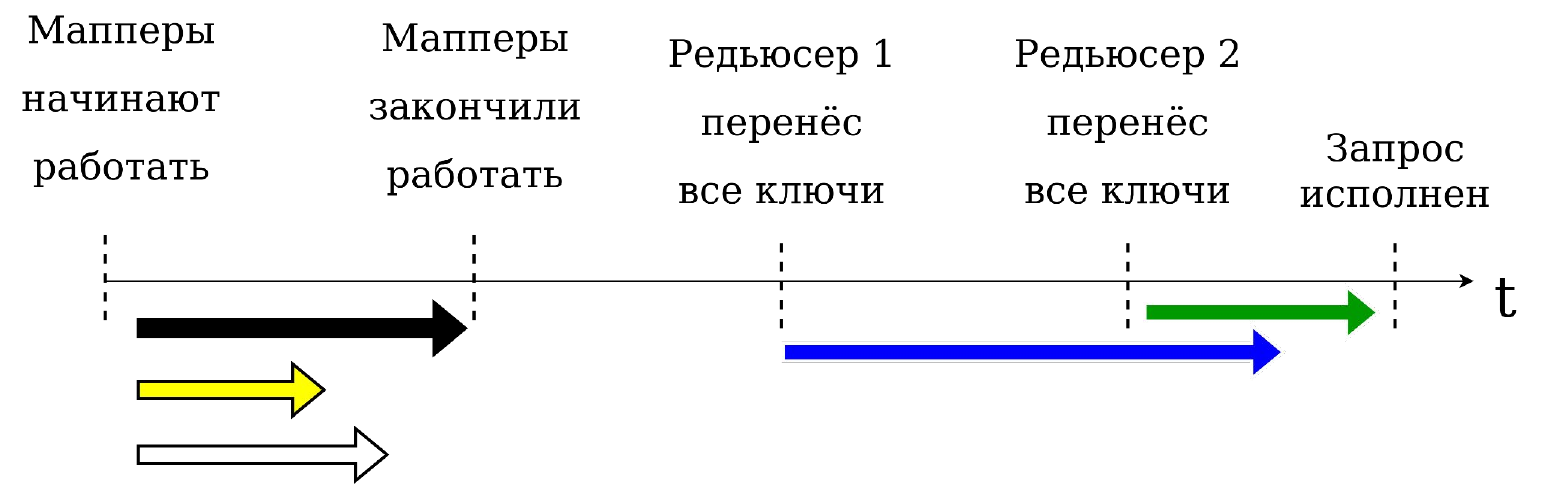 Мапперы
начинают
работать
Мапперы
закончили
работать
Редьюсер 1
перенёс
все ключи
Редьюсер 2
перенёс
все ключи
Запрос
исполнен
t